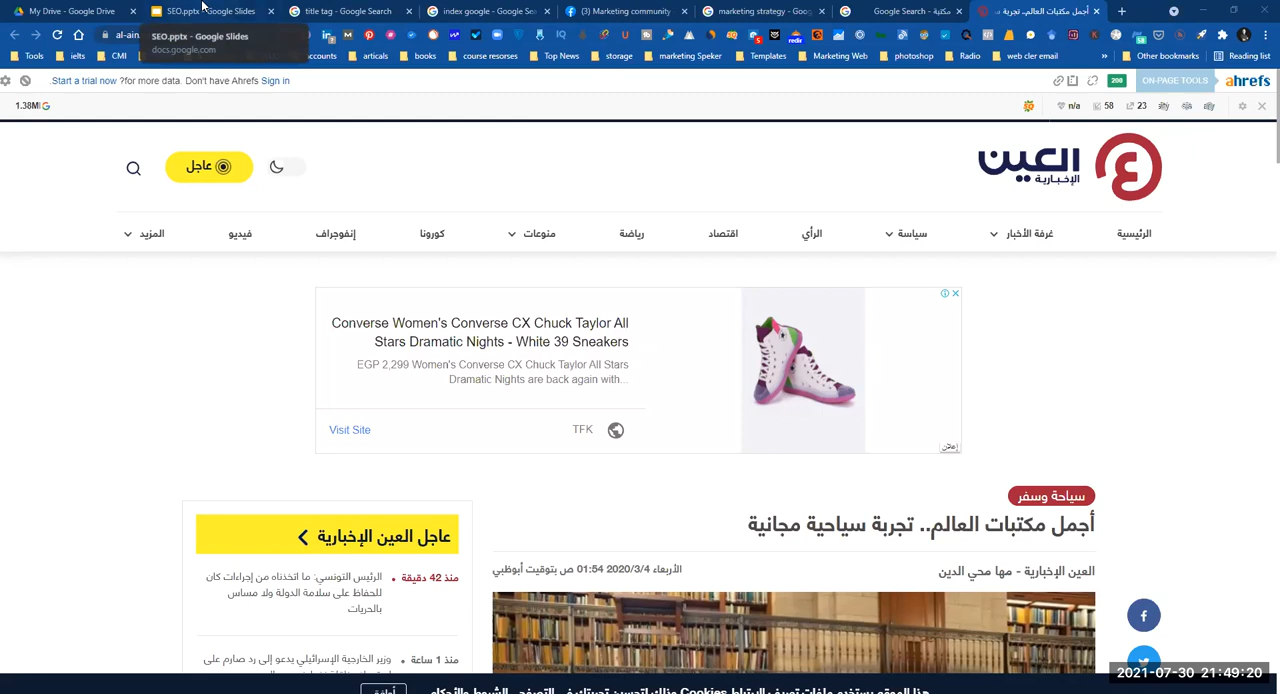 My Drive - Google Drive
SEO.pptx - Google Slides
title tag - Google Search
index google - Google Sea
(3) Marketing community
marketing strategy - Goog
Google Search - مكتبة
أجمل مكتبات العالم.. تجربة س
SEO.pptx - Google Slides
docs.google.com
al-ain.
Tools
ielts
CMI
accounts
articals
books
course resorses
Top News
storage
marketing Speker
Templates
Marketing Web
photoshop
Radio
web cler email
Other bookmarks
Reading list
.Start a trial now ?for more data. Don't have Ahrefs Sign in
200
ON-PAGE TOOLS
ahrefs
1.38M
n/a
58
23
العين
الإخبارية
عاجل
الرئيسية
غرفة الأخبار
سياسة
الرأي
اقتصاد
رياضة
منوعات
كورونا
إنفوجراف
فيديو
المزيد
Converse Women's Converse CX Chuck Taylor All
Stars Dramatic Nights - White 39 Sneakers
EGP 2,299 Women's Converse CX Chuck Taylor All Stars
Dramatic Nights are back again with...
Visit Site
TFK
إعلان
سياحة وسفر
أجمل مكتبات العالم.. تجربة سياحية مجانية
العين الإخبارية - مها محي الدين
الأربعاء 2020/3/4 01:54 ص بتوقيت أبوظبي
عاجل العين الإخبارية
منذ 42 دقيقة
الرئيس التونسي: ما اتخذناه من إجراءات كان
للحفاظ على سلامة الدولة ولا مساس
بالحريات
منذ 1 ساعة
وزير الخارجية الإسرائيلي يدعو إلى رد صارم على
2021-07-30 21:49:20